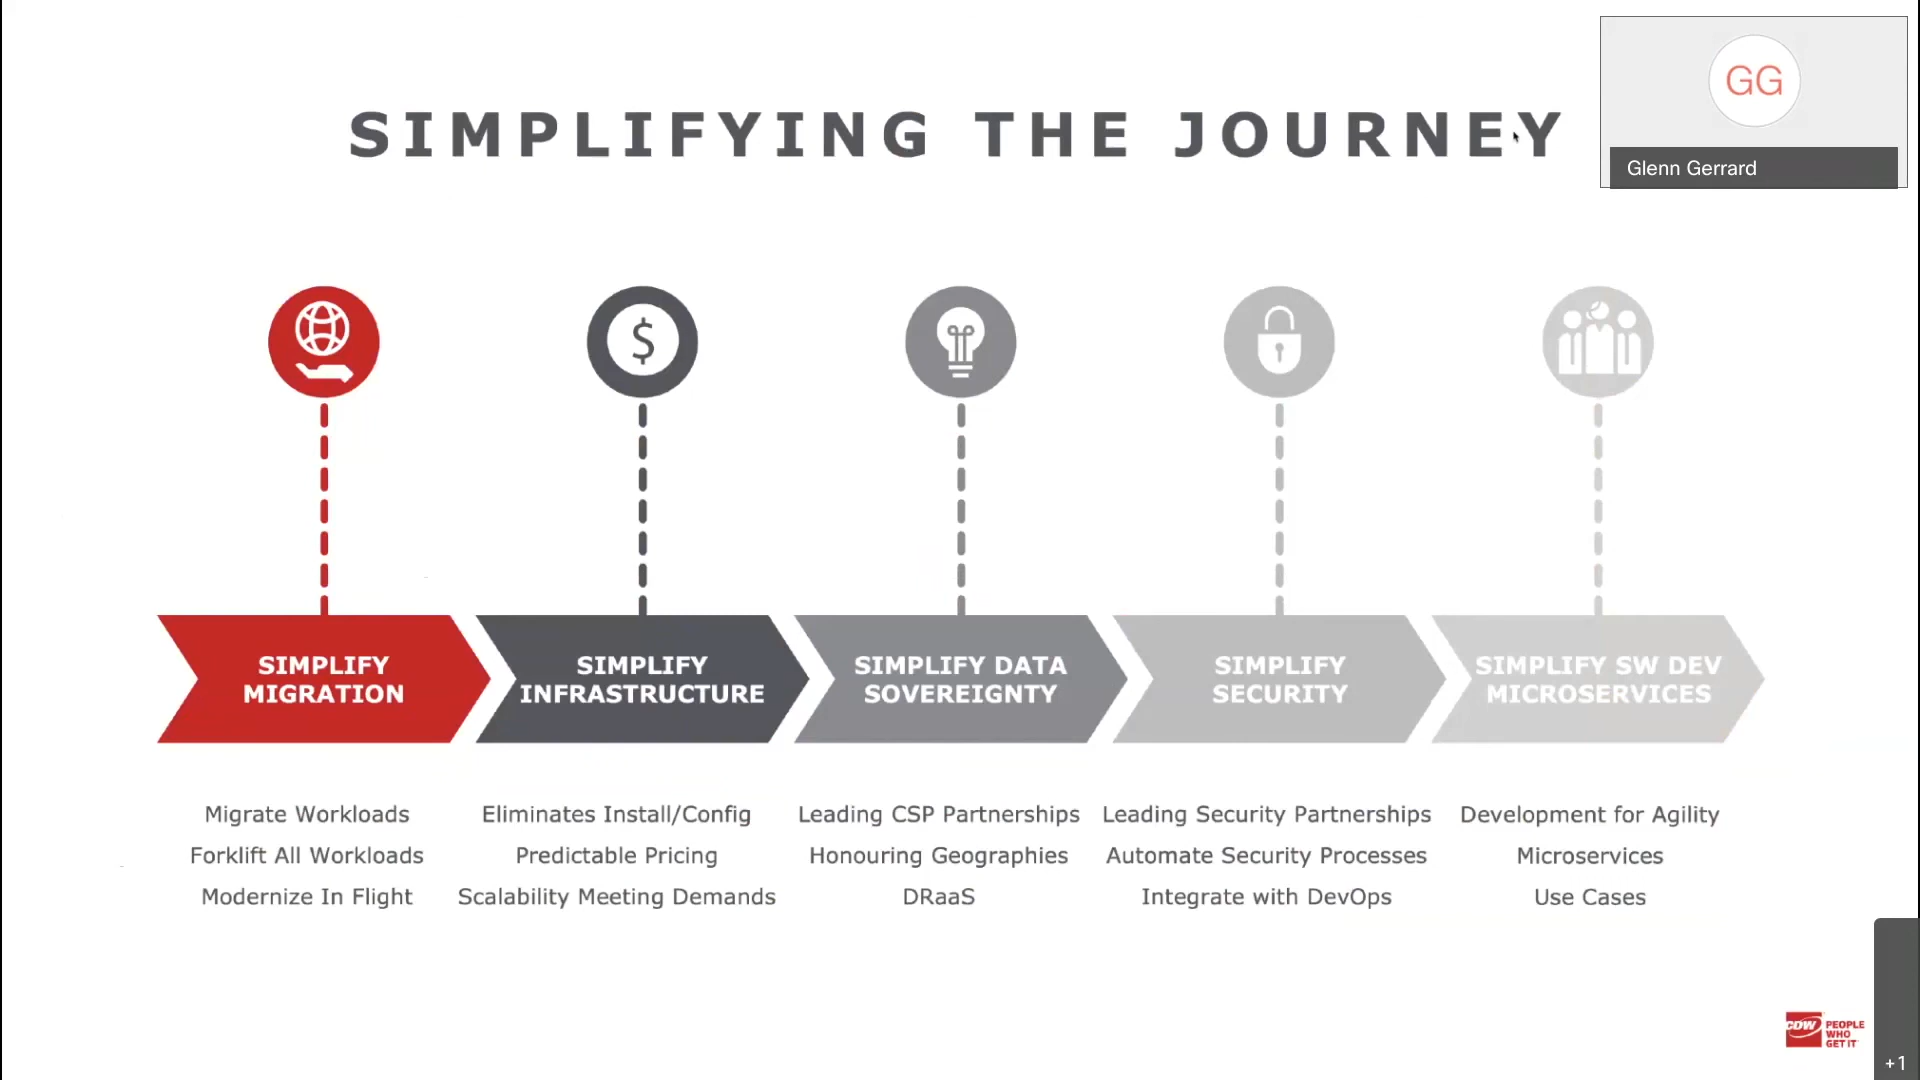 SIMPLIFYING THE JOURNEY
GG
Glenn Gerrard
$
SIMPLIFY
MIGRATION
SIMPLIFY
INFRASTRUCTURE
SIMPLIFY DATA
SOVEREIGNTY
SIMPLIFY
SECURITY
SIMPLIFY SW DEV
MICROSERVICES
Migrate Workloads
Forklift All Workloads
Modernize In Flight
Eliminates Install/Config
Predictable Pricing
Scalability Meeting Demands
Leading CSP Partnerships
Honouring Geographies
DRaaS
Leading Security Partnerships
Automate Security Processes
Integrate with DevOps
Development for Agility
Microservices
Use Cases
CDW
PEOPLE
WHO
GET IT
+1